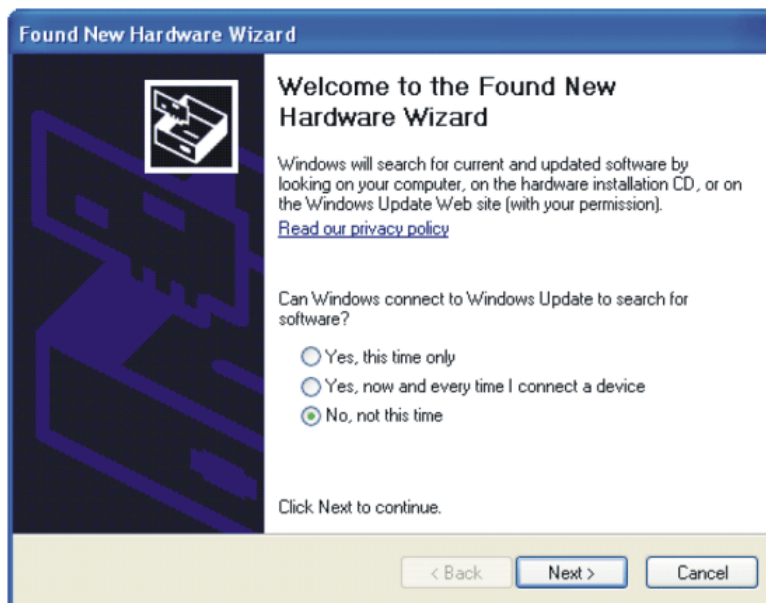 Found New Hardware Wizard
Welcome to the Found New
Hardware Wizard
Windows will search for current and updated software by
looking on your computer, on the hardware installation CD, or on
the Windows Update Web site (with your permission).
Read our privacy policy
Can Windows connect to Windows Update to search for
software?
Yes, this time only
Yes, now and every time I connect a device
No, not this time
Click Next to continue.
< Back
Next >
Cancel